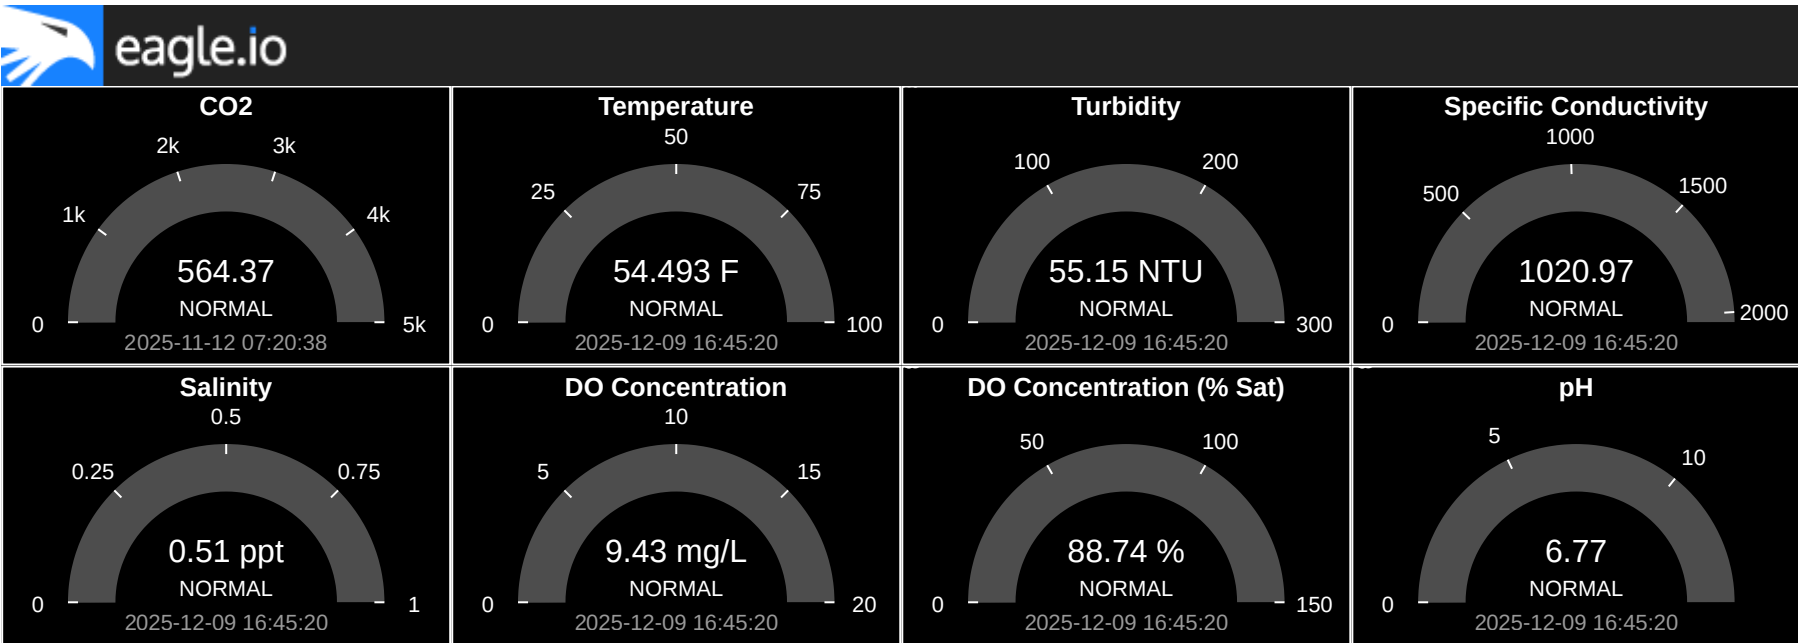 eagle.io
CO2
2k 3k
1k 4k
564.37
NORMAL
0 5k
2025-11-12 07:20:38
Temperature
50
25 75
54.493 F
NORMAL
0 100
2025-12-09 16:45:20
Turbidity
100 200
55.15 NTU
NORMAL
0 300
2025-12-09 16:45:20
Specific Conductivity
1000
500 1500
1020.97
NORMAL
0 2000
2025-12-09 16:45:20
Salinity
0.5
0.25 0.75
0.51 ppt
NORMAL
0 1
2025-12-09 16:45:20
DO Concentration
10
5 15
9.43 mg/L
NORMAL
0 20
2025-12-09 16:45:20
DO Concentration (% Sat)
50 100
88.74 %
NORMAL
0 150
2025-12-09 16:45:20
pH
5 10
6.77
NORMAL
0
2025-12-09 16:45:20